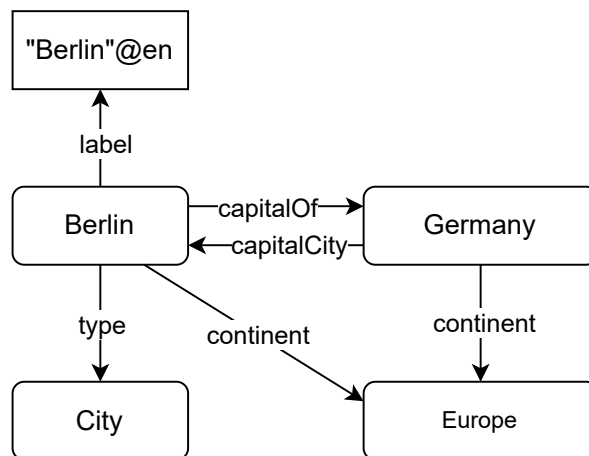 "Berlin"@en
label
Berlin
capitalOf
Germany
capitalCity
type
continent
continent
City
Europe